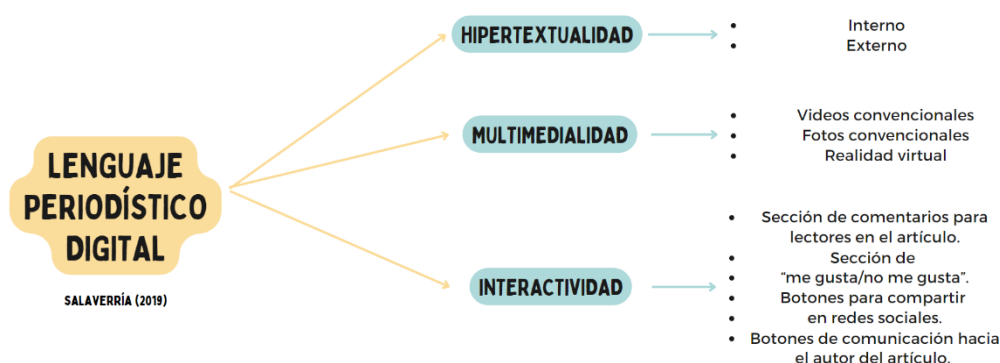 LENGUAJE
PERIODÍSTICO
DIGITAL
SALAVERRÍA (2019)
HIPERTEXTUALIDAD
• Interno
• Externo
MULTIMEDIALIDAD
• Videos convencionales
• Fotos convencionales
• Realidad virtual
INTERACTIVIDAD
• Sección de comentarios para
lectores en el artículo.
• Sección de
• “me gusta/no me gusta”.
• Botones para compartir
• en redes sociales.
• Botones de comunicación hacia
el autor del artículo.